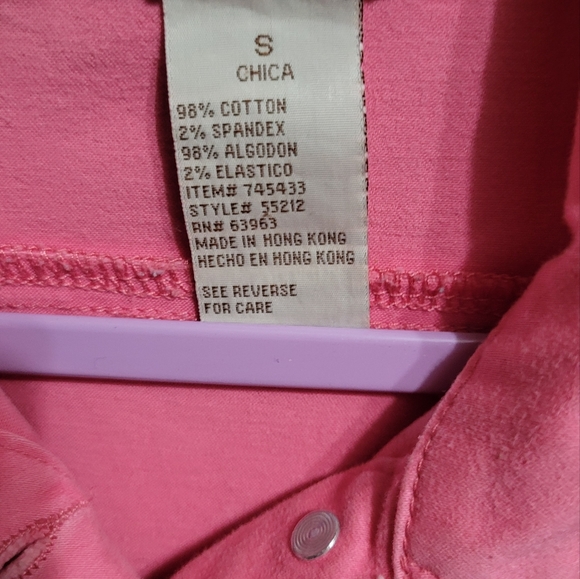 S
CHICA
98% COTTON
2% SPANDEX
98% ALGODON
2% ELASTICO
ITEM# 745433
STYLE# 55212
RN# 63963
MADE IN HONG KONG
HECHO EN HONG KONG
SEE REVERSE
FOR CARE